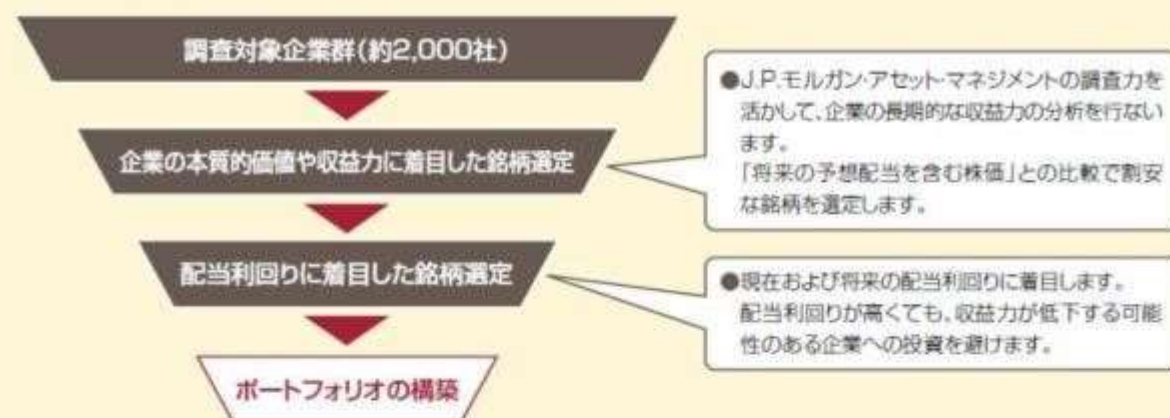 調査対象企業群(約2,000社)
企業の本質的価値や収益力に着目した銘柄選定
●J.P.モルガン・アセット・マネジメントの調査力を
活かして、企業の長期的な収益力の分析を行ない
ます。
「将来の予想配当を含む株価」との比較で割安
な銘柄を選定します。
配当利回りに着目した銘柄選定
●現在および将来の配当利回りに着目します。
配当利回りが高くても、収益力が低下する可能
性のある企業への投資を避けます。
ポートフォリオの構築